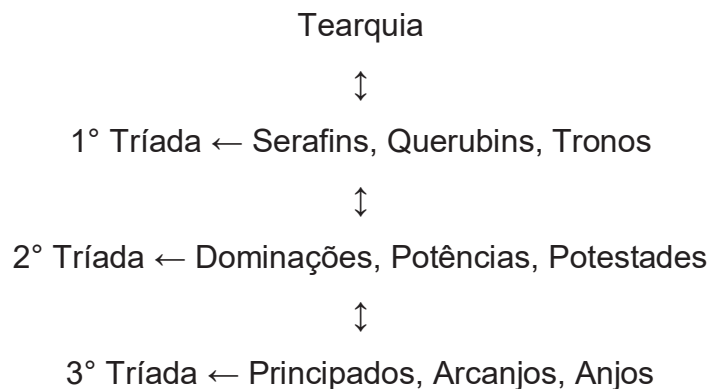 Tearquia
↕
1° Tríada ← Serafins, Querubins, Tronos
↕
2° Tríada ← Dominações, Potências, Potestades
↕
3° Tríada ← Principados, Arcanjos, Anjos